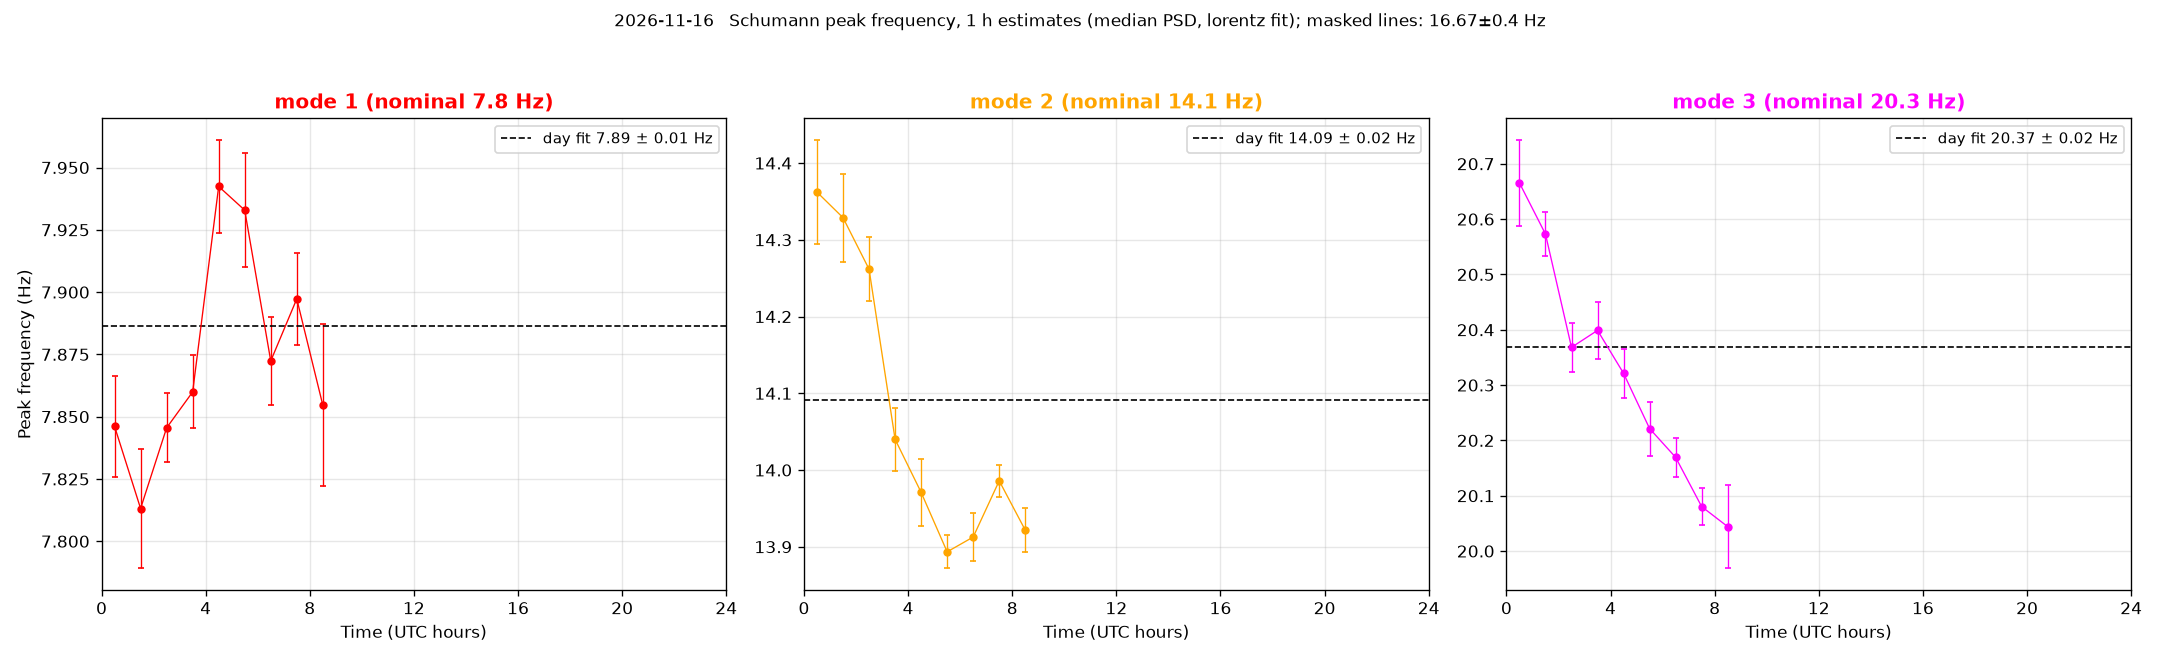 2026-11-16   Schumann peak frequency, 1 h estimates (median PSD, lorentz fit); masked lines: 16.67±0.4 Hz
mode 1 (nominal 7.8 Hz)
day fit 7.89 ± 0.01 Hz
Peak frequency (Hz)
7.950
7.925
7.900
7.875
7.850
7.825
7.800
0 4 8 12 16 20 24
Time (UTC hours)
mode 2 (nominal 14.1 Hz)
day fit 14.09 ± 0.02 Hz
14.4
14.3
14.2
14.1
14.0
13.9
0 4 8 12 16 20 24
Time (UTC hours)
mode 3 (nominal 20.3 Hz)
day fit 20.37 ± 0.02 Hz
20.7
20.6
20.5
20.4
20.3
20.2
20.1
20.0
0 4 8 12 16 20 24
Time (UTC hours)